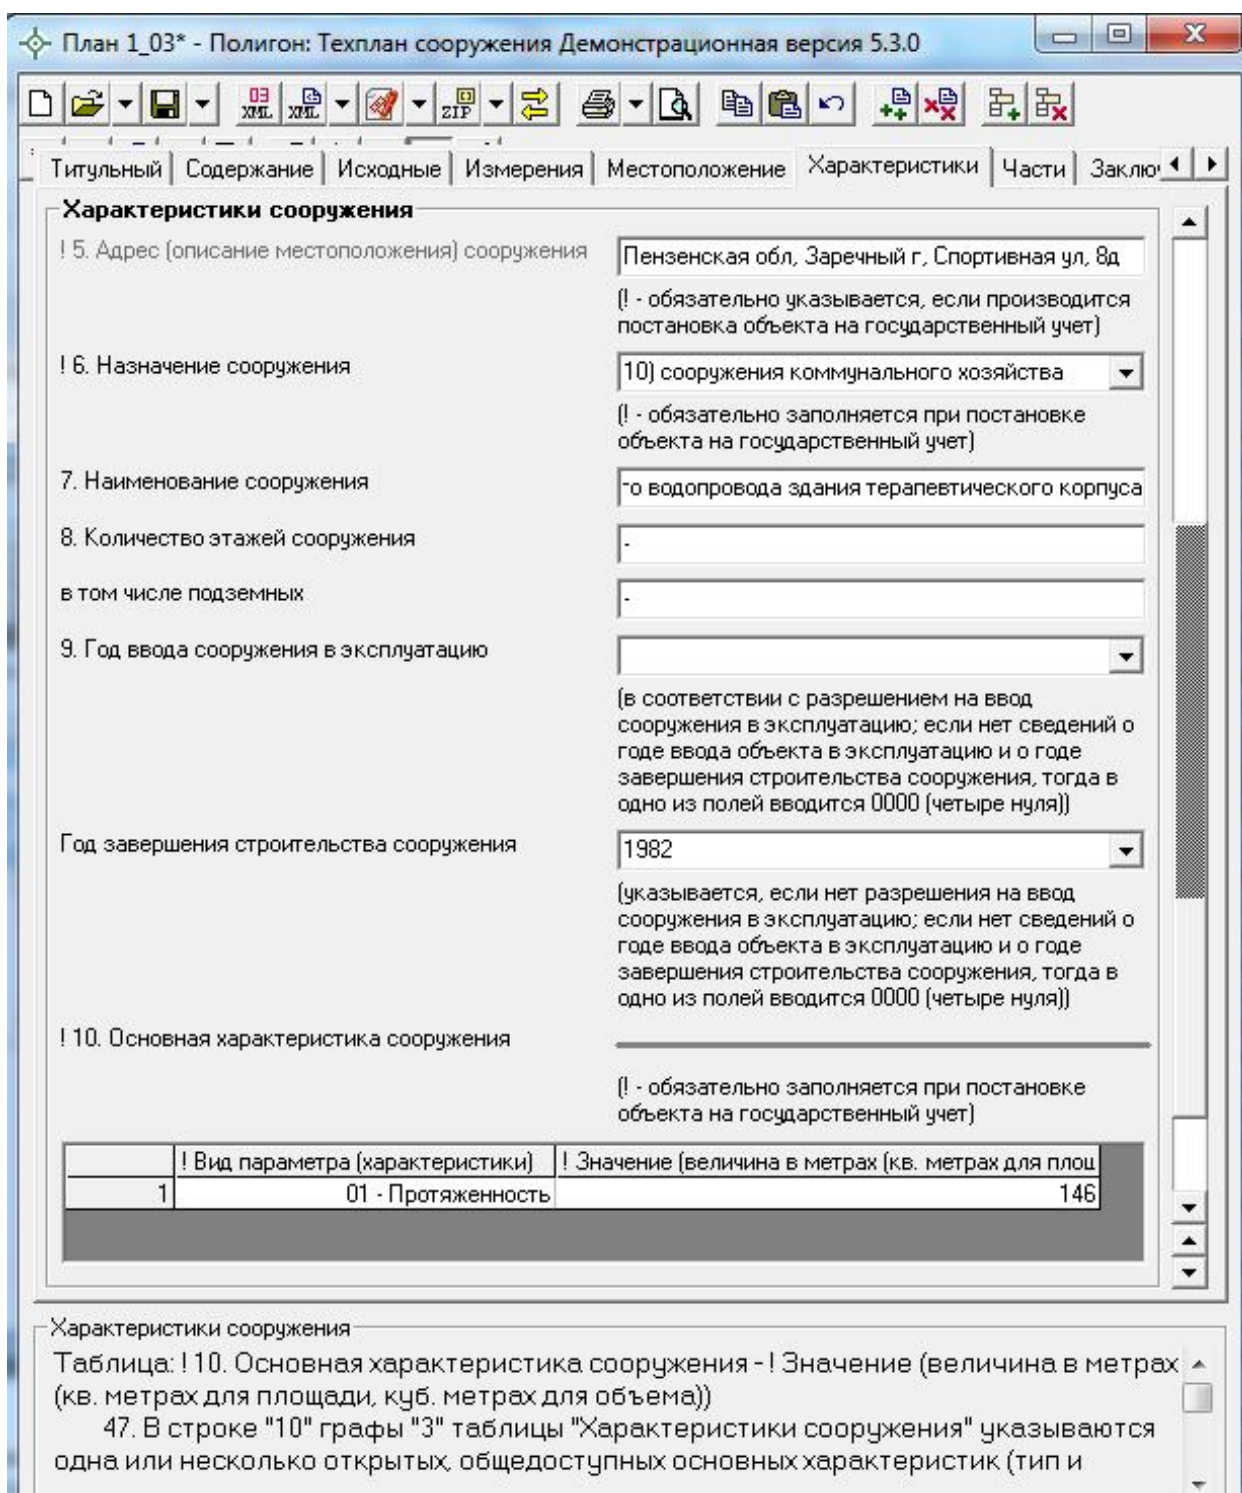 План 1_03* - Полигон: Техплан сооружения Демонстрационная версия 5.3.0
03 XML XML ZIP
Титульный Содержание Исходные Измерения Местоположение Характеристики Части Заклю
Характеристики сооружения
! 5. Адрес (описание местоположения) сооружения Пензенская обл, Заречный г, Спортивная ул, 8д
(! - обязательно указывается, если производится
постановка объекта на государственный учет)
! 6. Назначение сооружения 10) сооружения коммунального хозяйства
(! - обязательно заполняется при постановке
объекта на государственный учет)
7. Наименование сооружения го водопровода здания терапевтического корпуса
8. Количество этажей сооружения -
в том числе подземных -
9. Год ввода сооружения в эксплуатацию
(в соответствии с разрешением на ввод
сооружения в эксплуатацию; если нет сведений о
годе ввода объекта в эксплуатацию и о годе
завершения строительства сооружения, тогда в
одно из полей вводится 0000 (четыре нуля))
Год завершения строительства сооружения 1982
(указывается, если нет разрешения на ввод
сооружения в эксплуатацию; если нет сведений о
годе ввода объекта в эксплуатацию и о годе
завершения строительства сооружения, тогда в
одно из полей вводится 0000 (четыре нуля))
! 10. Основная характеристика сооружения
(! - обязательно заполняется при постановке
объекта на государственный учет)
! Вид параметра (характеристики) ! Значение (величина в метрах (кв. метрах для площ
1 01 - Протяженность 146
Характеристики сооружения
Таблица: ! 10. Основная характеристика сооружения - ! Значение (величина в метрах
(кв. метрах для площади, куб. метрах для объема))
47. В строке "10" графы "3" таблицы "Характеристики сооружения" указываются
одна или несколько открытых, общедоступных основных характеристик (тип и